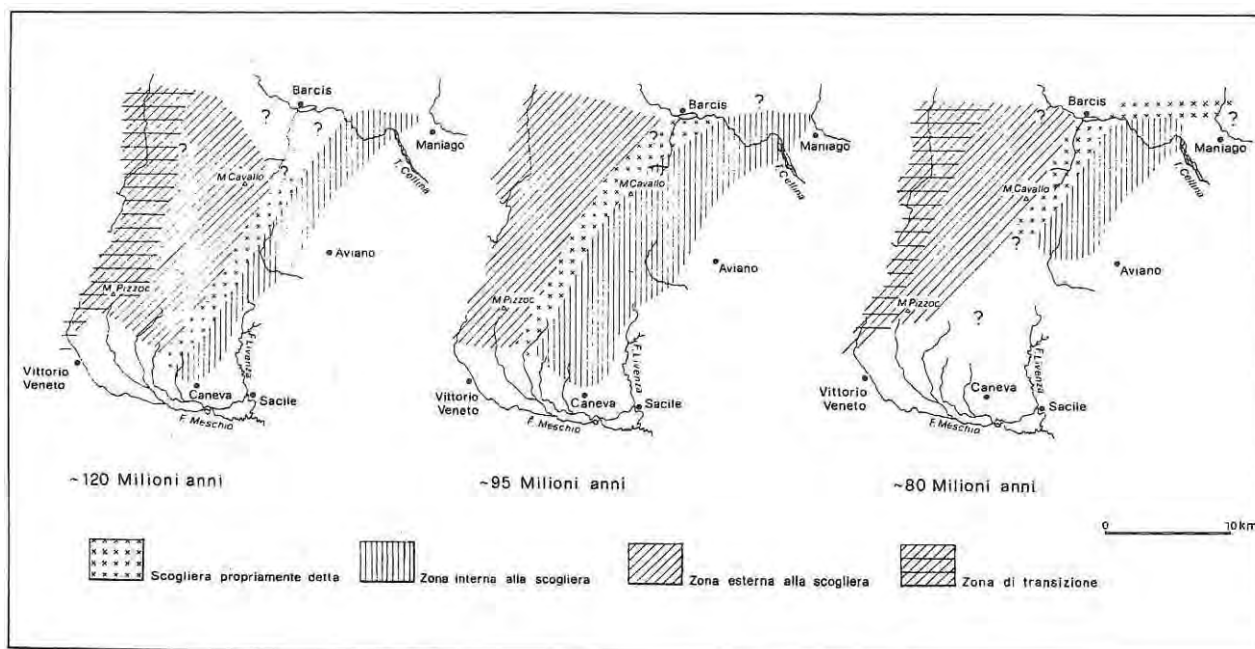 ?
Barcis
?
?
Maniago
T. Cellina
M Cavallo
?
Aviano
M. Pizzoc
F. Livenza
Vittorio
Veneto
Caneva
Sacile
F. Meschio
~120 Milioni anni
?
Barcis
?
Maniago
T. Cellina
M Cavallo
Aviano
M. Pizzoc
F. Livenza
Vittorio
Veneto
Caneva
Sacile
F. Meschio
~95 Milioni anni
?
Barcis
?
Maniago
T. Cellina
M Cavallo
?
Aviano
M. Pizzoc
?
F. Livenza
Vittorio
Veneto
Caneva
Sacile
F. Meschio
~80 Milioni anni
0 10 km
Scogliera propriamente detta
Zona interna alla scogliera
Zona esterna alla scogliera
Zona di transizione